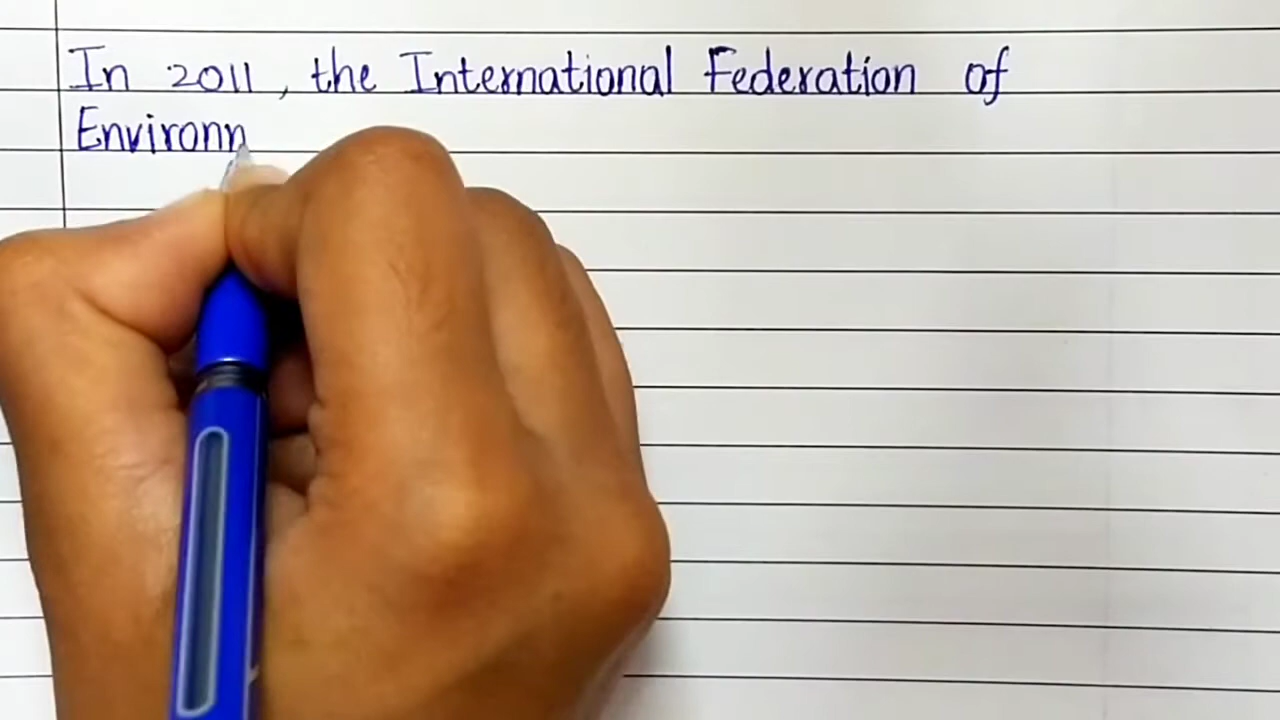 In 2011, the International Federation of
Environn